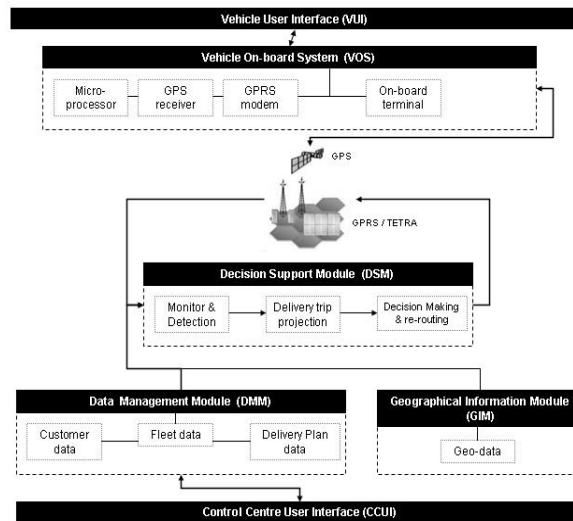 Vehicle User Interface (VUI)
Vehicle On-board System (VOS)
Micro-
processor
GPS
receiver
GPRS
modem
On-board
terminal
GPS
GPRS / TETRA
Decision Support Module (DSM)
Monitor &
Detection
Delivery trip
projection
Decision Making
& re-routing
Data Management Module (DMM)
Customer
data
Fleet data
Delivery Plan
data
Geographical Information Module
(GIM)
Geo-data
Control Centre User Interface (CCUI)